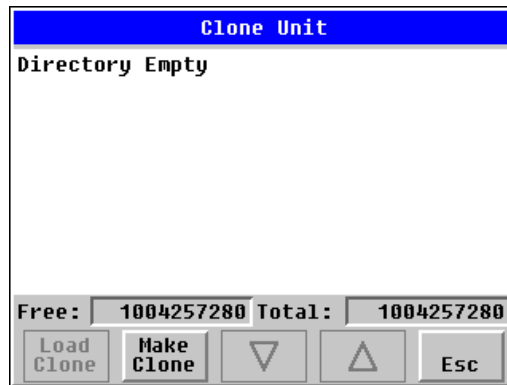 Clone Unit
Directory Empty
Free: 1004257280 Total: 1004257280
Load Clone
Make Clone
Esc